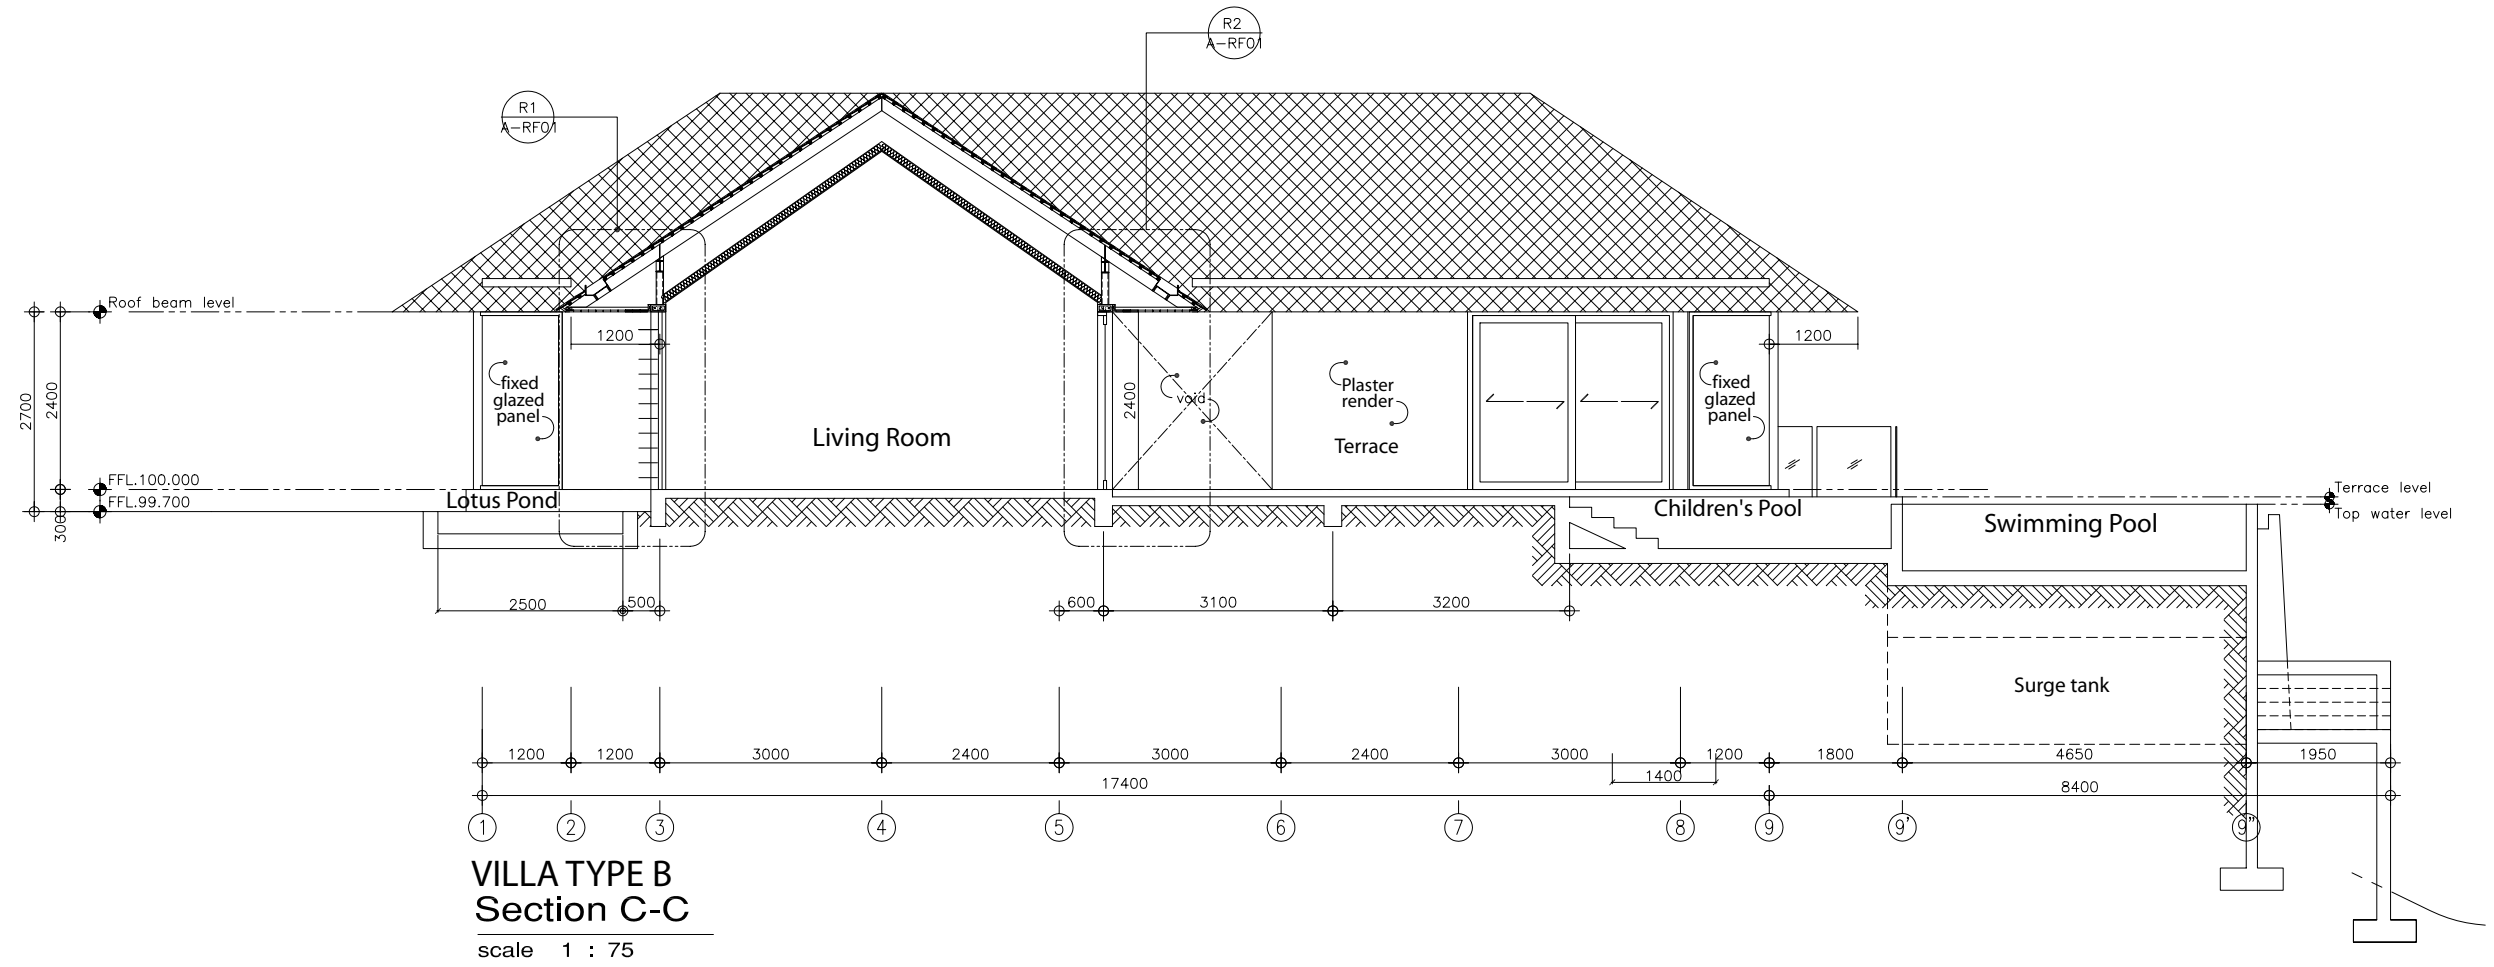 R2
A-RF01
R1
A-RF01
Roof beam level
1200
1200
2700
2400
fixed
glazed
panel
Living Room
2400
void
Plaster
render
Terrace
fixed
glazed
panel
FFL.100.000
FFL.99.700
300
Lotus Pond
Children's Pool
Swimming Pool
Terrace level
Top water level
2500
500
600
3100
3200
Surge tank
1200
1200
3000
2400
3000
2400
3000
1200
1800
4650
1950
1400
17400
8400
1
2
3
4
5
6
7
8
9
9'
9"
VILLA TYPE B
Section C-C
scale 1 : 75